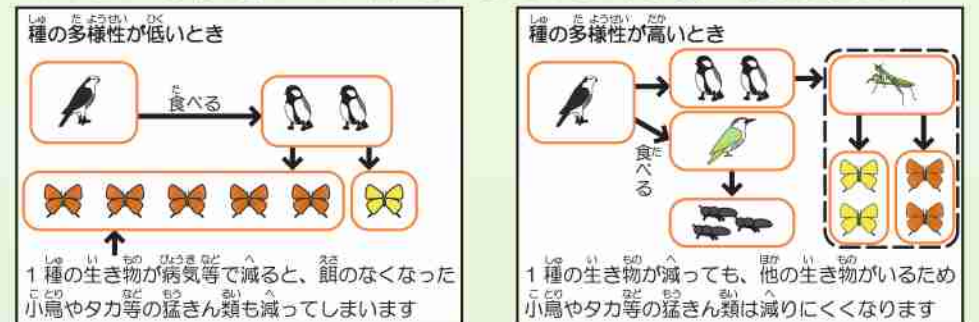 種の多様性が低いとき
食べる
1種の生き物が病気等で減ると、餌のなくなった
小鳥やタカ等の猛きん類も減ってしまいます
種の多様性が高いとき
食べる
1種の生き物が減っても、他の生き物がいるため
小鳥やタカ等の猛きん類は減りにくくなります